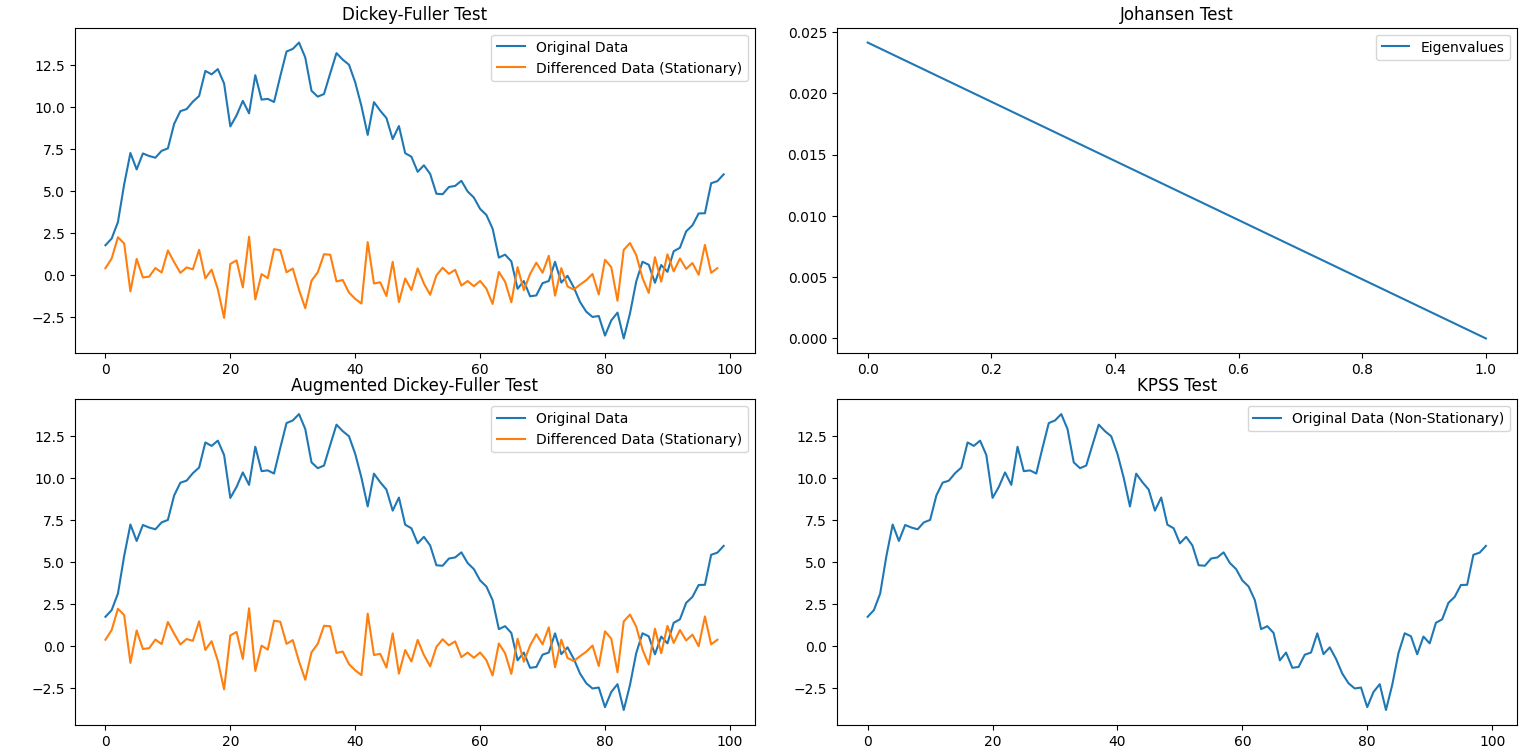 Dickey-Fuller Test
Original Data
Differenced Data (Stationary)
12.5
10.0
7.5
5.0
2.5
0.0
−2.5
0 20 40 60 80 100
Johansen Test
Eigenvalues
0.025
0.020
0.015
0.010
0.005
0.000
0.0 0.2 0.4 0.6 0.8 1.0
Augmented Dickey-Fuller Test
Original Data
Differenced Data (Stationary)
12.5
10.0
7.5
5.0
2.5
0.0
−2.5
0 20 40 60 80 100
KPSS Test
Original Data (Non-Stationary)
12.5
10.0
7.5
5.0
2.5
0.0
−2.5
0 20 40 60 80 100